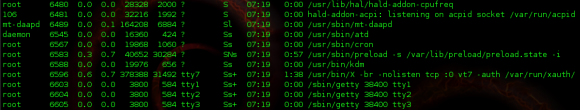 root 6480 0.0 0.0 28328 2000 ? S 07:19 0:00 /usr/lib/hal/hald-addon-cpufreq
106 6481 0.0 0.0 32216 1992 ? S 07:19 0:00 hald-addon-acpi: listening on acpid socket /var/run/acpid
mt-daapd 6489 0.0 0.1 164208 6884 ? Sl 07:19 0:00 /usr/sbin/mt-daapd
daemon 6545 0.0 0.0 16360 424 ? Ss 07:19 0:00 /usr/sbin/atd
root 6567 0.0 0.0 19868 1060 ? Ss 07:19 0:00 /usr/sbin/cron
root 6583 0.3 0.7 40652 30284 ? SNs 07:19 0:57 /usr/sbin/preload -s /var/lib/preload/preload.state -i
root 6588 0.0 0.0 19976 656 ? S 07:19 0:00 /usr/bin/kdm
root 6596 0.6 0.7 378388 31492 tty7 Ss+ 07:19 1:38 /usr/bin/X -br -nolisten tcp :0 vt7 -auth /var/run/xauth/
root 6603 0.0 0.0 3800 584 tty1 Ss+ 07:19 0:00 /sbin/getty 38400 tty1
root 6604 0.0 0.0 3800 584 tty2 Ss+ 07:19 0:00 /sbin/getty 38400 tty2
root 6605 0.0 0.0 3800 584 tty3 Ss+ 07:19 0:00 /sbin/getty 38400 tty3